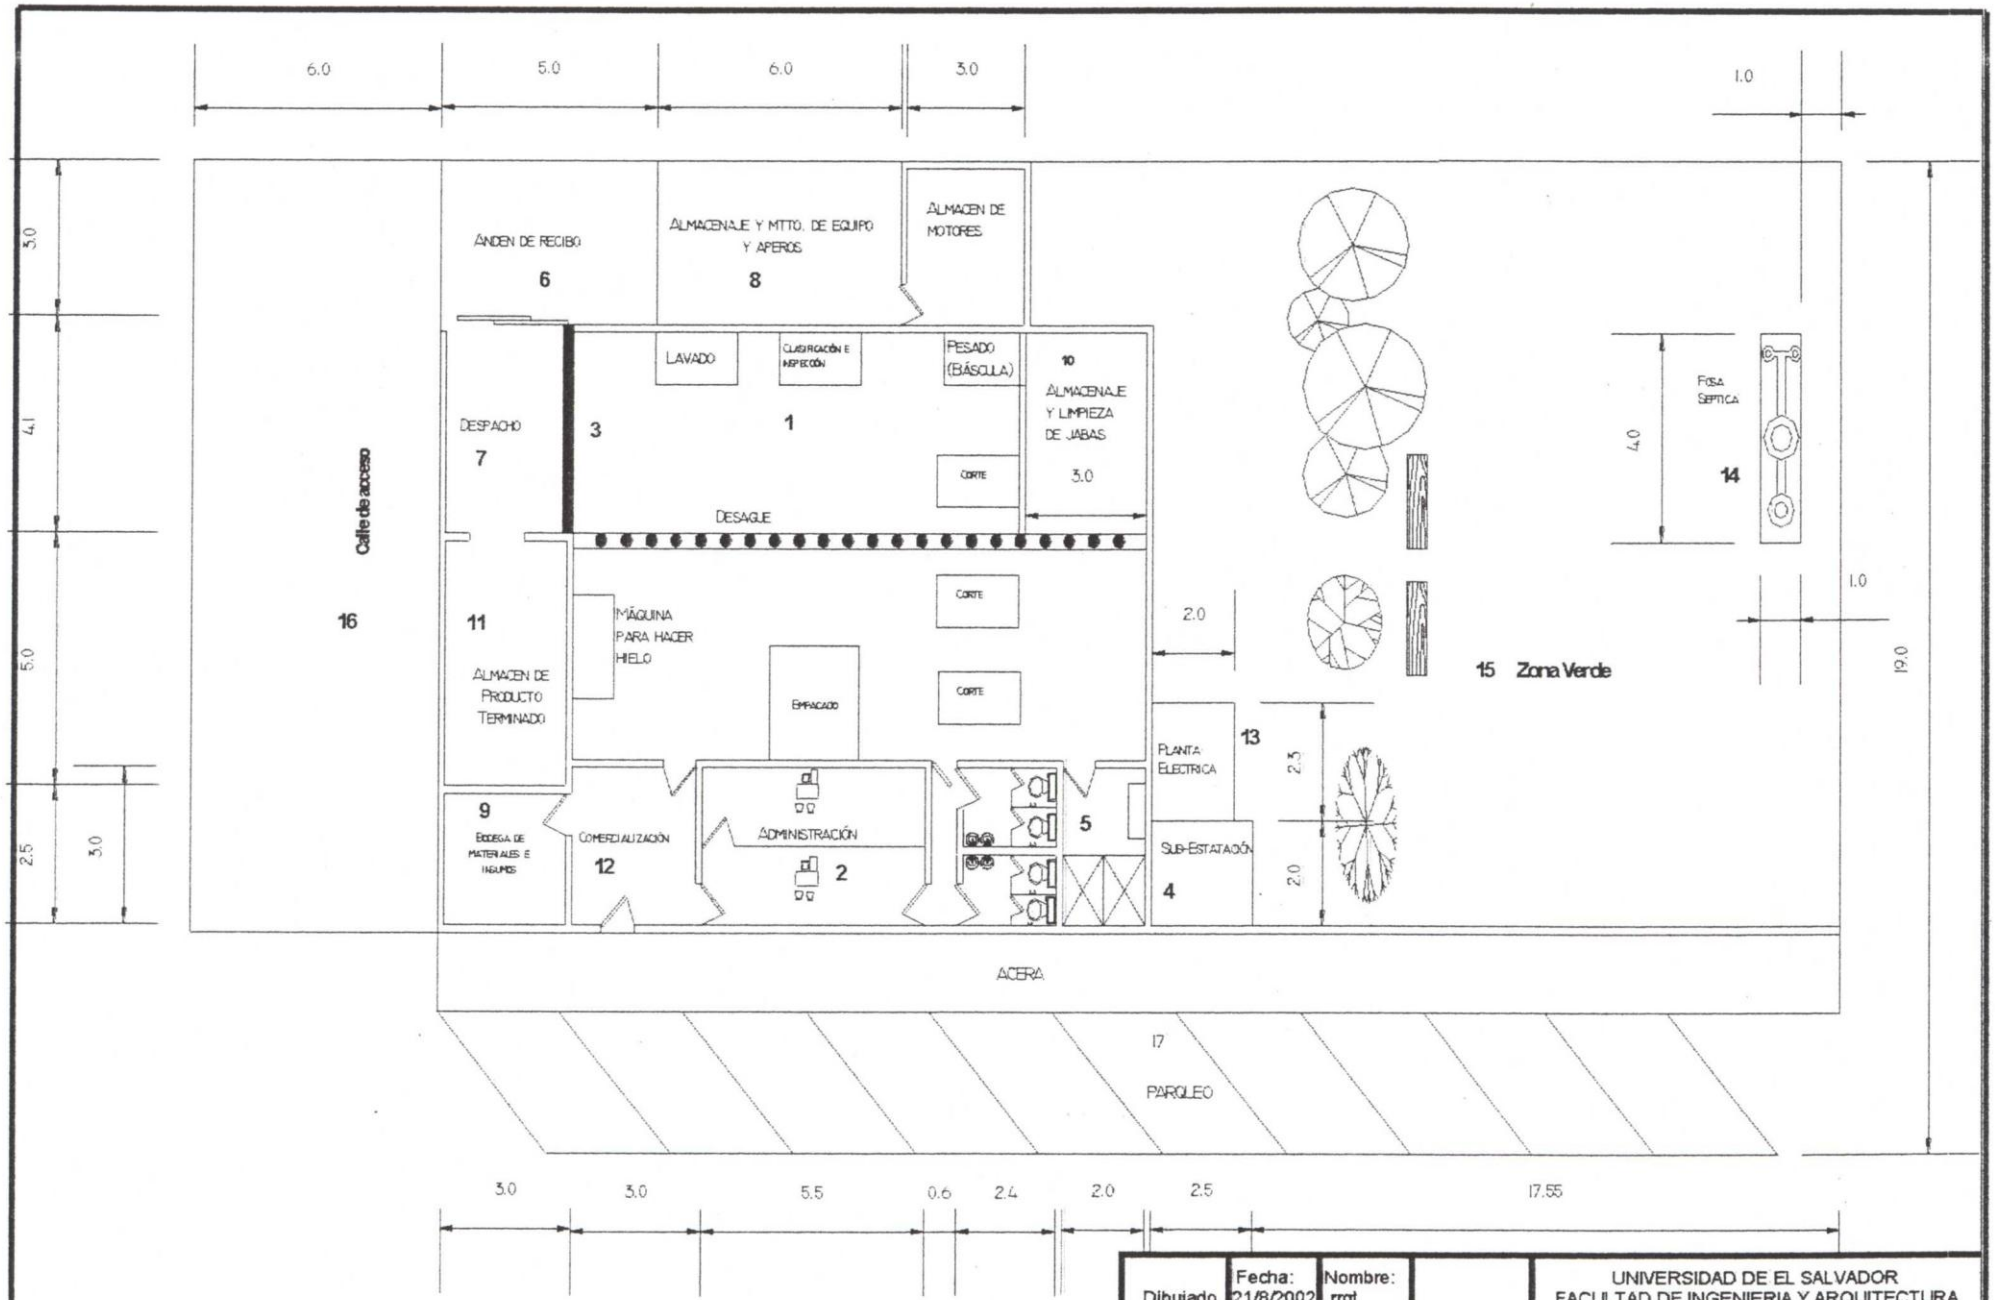 6.0
5.0
6.0
3.0
1.0
3.0
4.1
5.0
2.5
3.0
ANDEN DE RECIBO
6
ALMACENAJE Y MTTO. DE EQUIPO
Y APEROS
8
ALMACEN DE
MOTORES
LAVADO
CLASIFICACIÓN E
INSPECCIÓN
PESADO
(BÁSCULA)
10
ALMACENAJE
Y LIMPIEZA
DE JABAS
3.0
DESPACHO
7
3
1
CORTE
DESAGUE
Calle de acceso
16
FOSA
SEPTICA
14
4.0
1.0
19.0
11
ALMACEN DE
PRODUCTO
TERMINADO
MÁQUINA
PARA HACER
HIELO
CORTE
EMPACADO
CORTE
2.0
15 Zona Verde
PLANTA
ELECTRICA
13
2.3
9
BODEGA DE
MATERIALES E
INSUMOS
COMERCIALIZACIÓN
12
ADMINISTRACIÓN
2
5
SUB-ESTATACIÓN
4
2.0
ACERA
17
PARQUEO
3.0
3.0
5.5
0.6
2.4
2.0
2.5
17.55
Fecha:
Nombre:
Dibujado
21/8/2002
rrgt
UNIVERSIDAD DE EL SALVADOR
FACULTAD DE INGENIERIA Y ARQUITECTURA